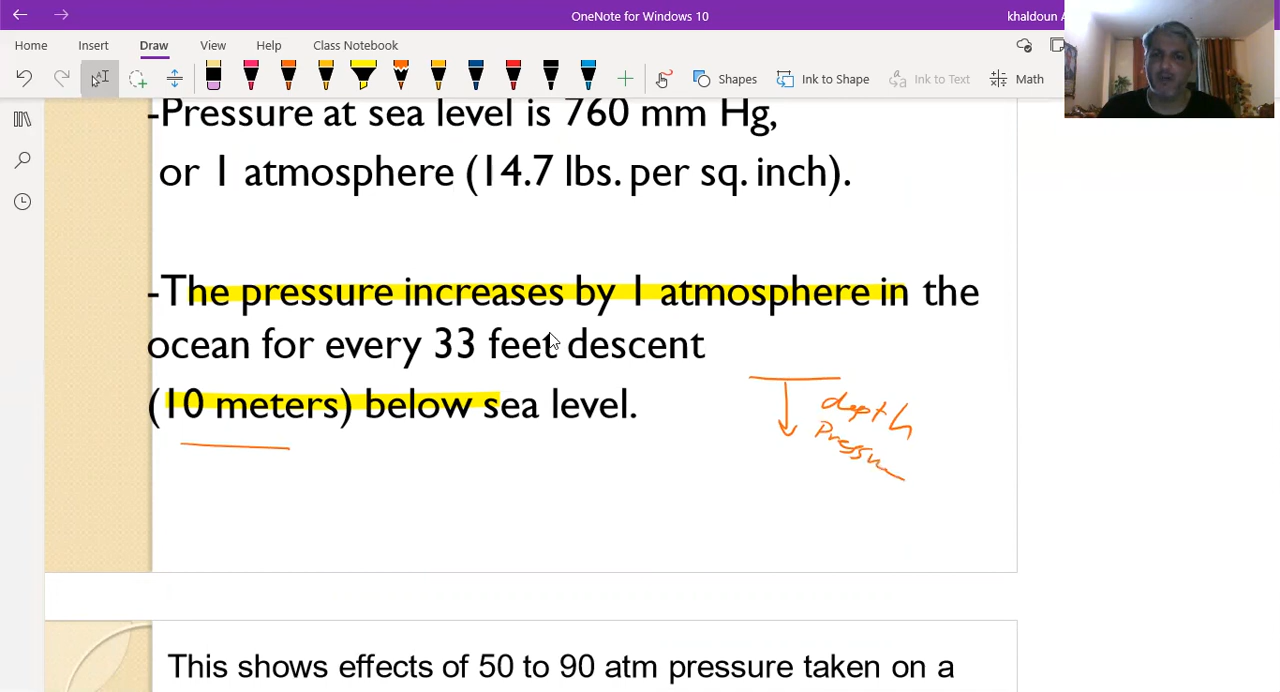 OneNote for Windows 10
khaldoun A
Home Insert Draw View Help Class Notebook
Shapes Ink to Shape Ink to Text Math
-Pressure at sea level is 760 mm Hg,
or 1 atmosphere (14.7 lbs. per sq. inch).
-The pressure increases by 1 atmosphere in the
ocean for every 33 feet descent
(10 meters) below sea level.
depth
Pressure
This shows effects of 50 to 90 atm pressure taken on a